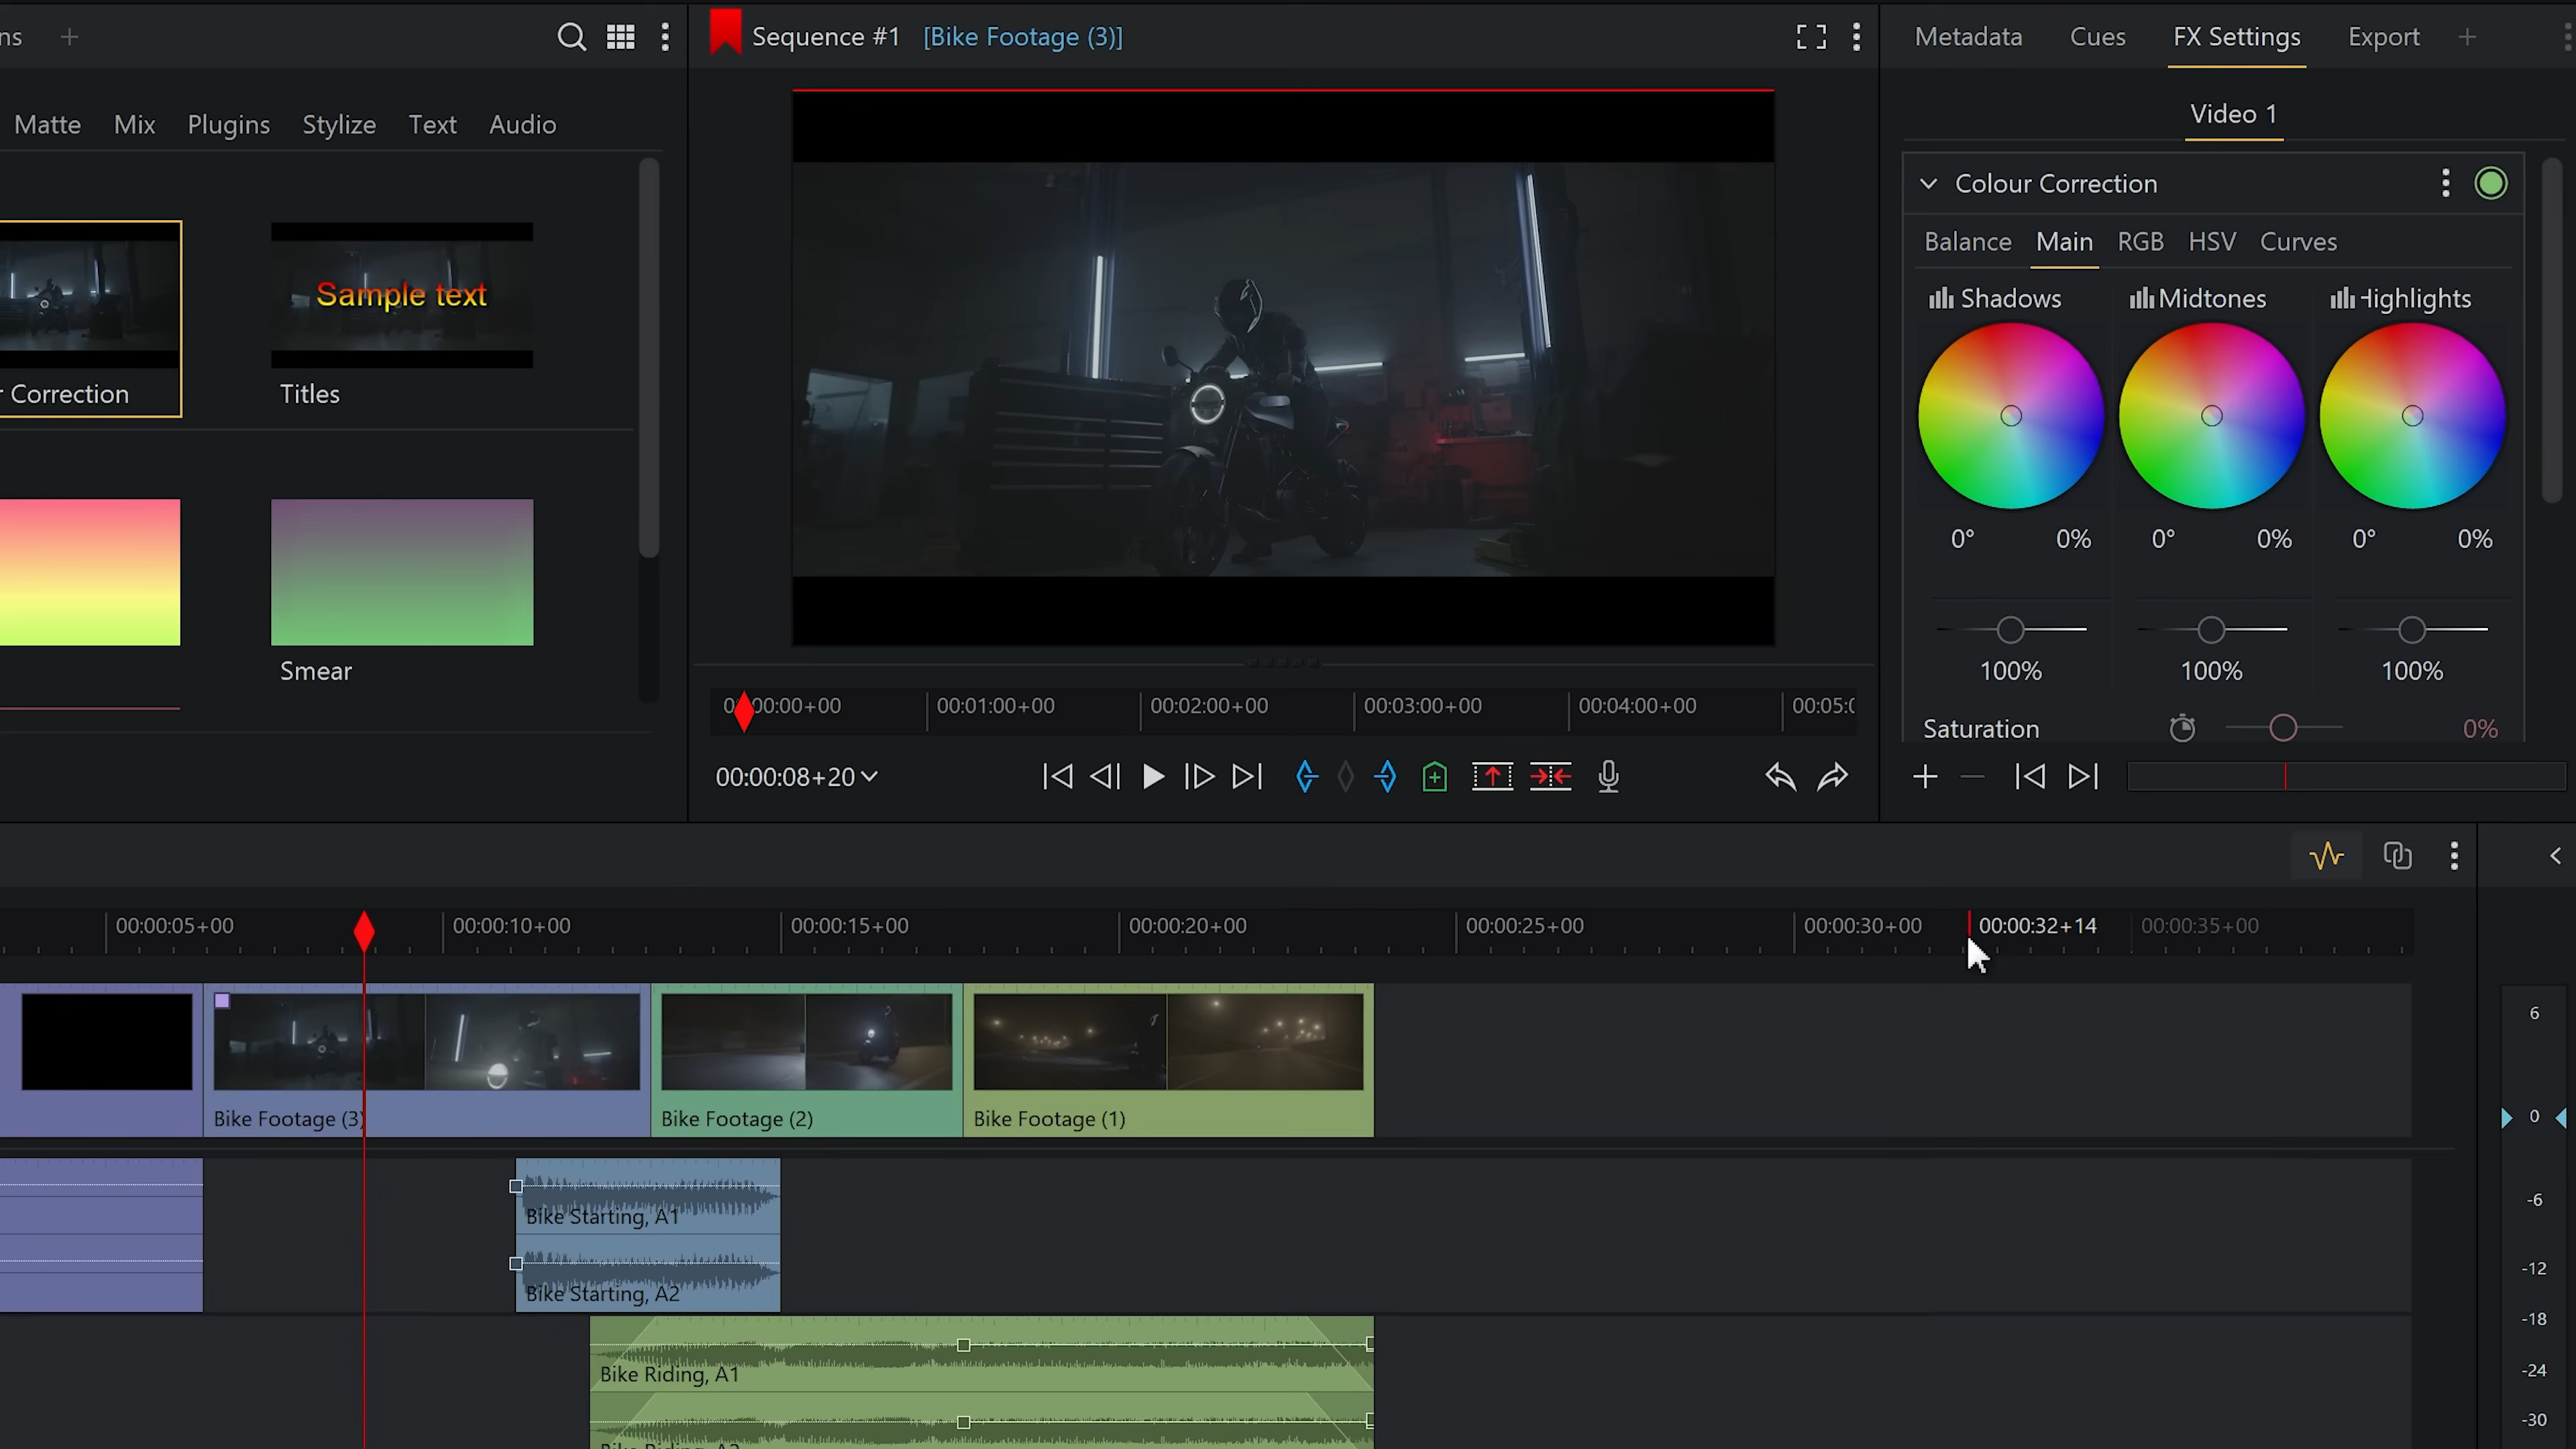 ns +
Sequence #1 [Bike Footage (3)]
Metadata Cues FX Settings Export +
Matte Mix Plugins Stylize Text Audio
Video 1
Colour Correction
Balance Main RGB HSV Curves
Shadows Midtones Highlights
Sample text
r Correction
Titles
0° 0% 0° 0% 0° 0%
Smear
100% 100% 100%
Saturation 0%
00:00+00 00:01:00+00 00:02:00+00 00:03:00+00 00:04:00+00 00:05:0
00:00:08+20
00:00:05+00 00:00:10+00 00:00:15+00 00:00:20+00 00:00:25+00 00:00:30+00 00:00:32+14 00:00:35+00
Bike Footage (3) Bike Footage (2) Bike Footage (1)
Bike Starting, A1
Bike Starting, A2
Bike Riding, A1
6
0
-6
-12
-18
-24
-30